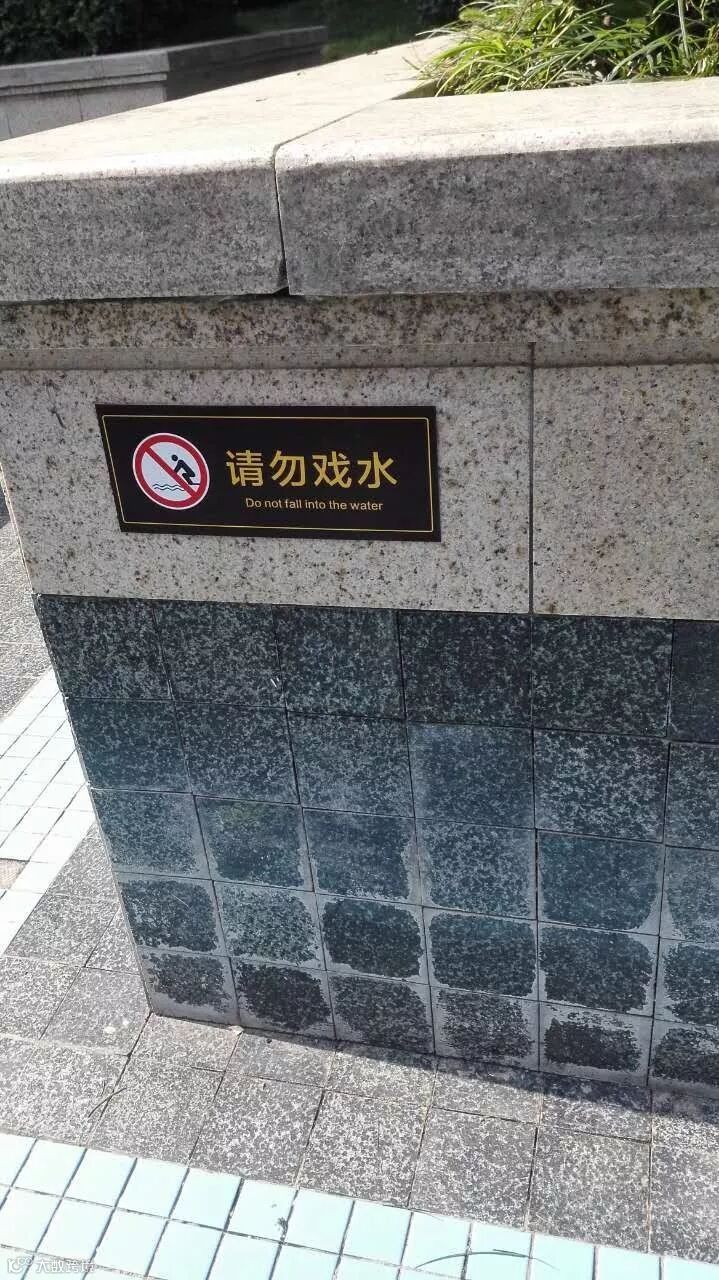 请勿戏水
Do not fall into the water